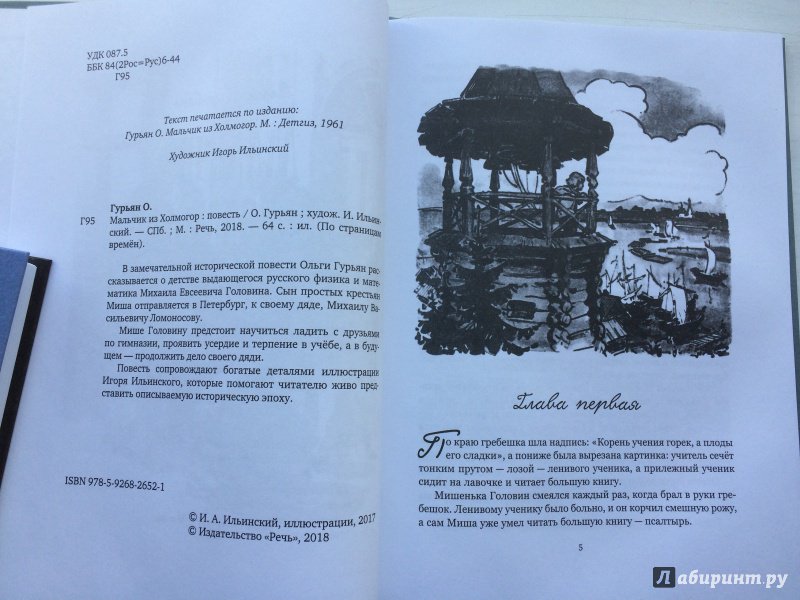 УДК 087.5
ББК 84(2Рос=Рус)6-44
Г95
Текст печатается по изданию:
Гурьян О. Мальчик из Холмогор. М. : Детгиз, 1961
Художник Игорь Ильинский
Гурьян О.
Г95 Мальчик из Холмогор : повесть / О. Гурьян ; худож. И. Ильин-
ский. — СПб. ; М. : Речь, 2018. — 64 с. : ил. (По страницам
времён).
В замечательной исторической повести Ольги Гурьян рас-
сказывается о детстве выдающегося русского физика и мате-
матика Михаила Евсеевича Головина. Сын простых крестьян
Миша отправляется в Петербург, к своему дяде, Михаилу Ва-
сильевичу Ломоносову.
Мише Головину предстоит научиться ладить с друзьями
по гимназии, проявить усердие и терпение в учёбе, а в буду-
щем — продолжить дело своего дяди.
Повесть сопровождают богатые деталями иллюстрации
Игоря Ильинского, которые помогают читателю живо пред-
ставить описываемую историческую эпоху.
ISBN 978-5-9268-2652-1
© И. А. Ильинский, иллюстрации, 2017
© Издательство «Речь», 2018
Глава первая
По краю гребешка шла надпись: «Корень учения горек, а плоды
его сладки», а пониже была вырезана картинка: учитель сечёт
тонким прутом — лозой — ленивого ученика, а прилежный ученик
сидит на лавочке и читает большую книгу.
Мишенька Головин смеялся каждый раз, когда брал в руки гре-
бешок. Ленивому ученику было больно, и он корчил смешную рожу,
а сам Миша уже умел читать большую книгу — псалтырь.
5
Лабиринт.ру